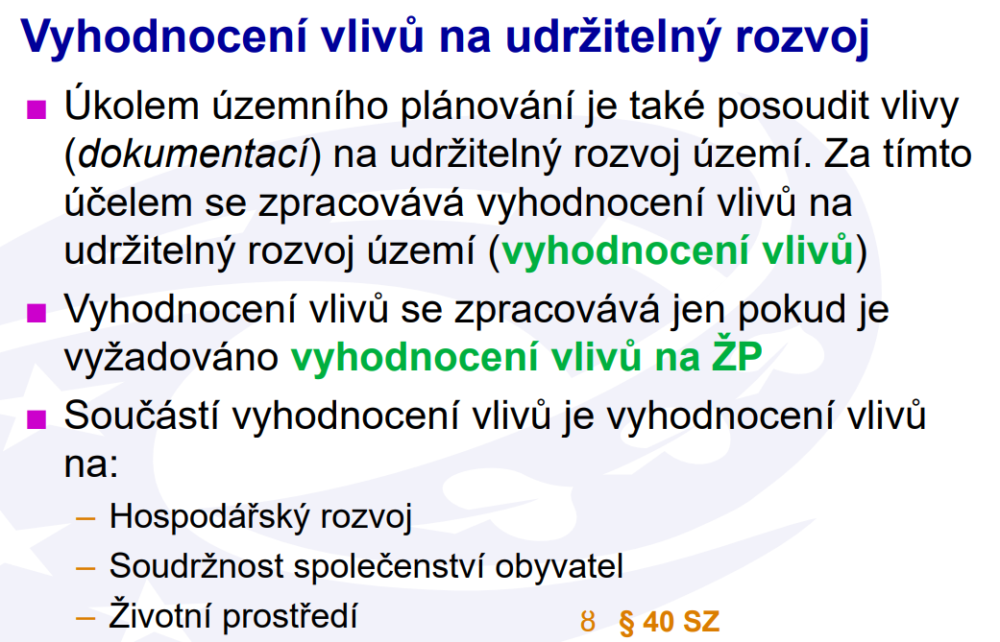 Vyhodnocení vlivů na udržitelný rozvoj
■ Úkolem územního plánování je také posoudit vlivy
(dokumentací) na udržitelný rozvoj území. Za tímto
účelem se zpracovává vyhodnocení vlivů na
udržitelný rozvoj území (vyhodnocení vlivů)
■ Vyhodnocení vlivů se zpracovává jen pokud je
vyžadováno vyhodnocení vlivů na ŽP
■ Součástí vyhodnocení vlivů je vyhodnocení vlivů
na:
– Hospodářský rozvoj
– Soudržnost společenství obyvatel
– Životní prostředí
8 § 40 SZ